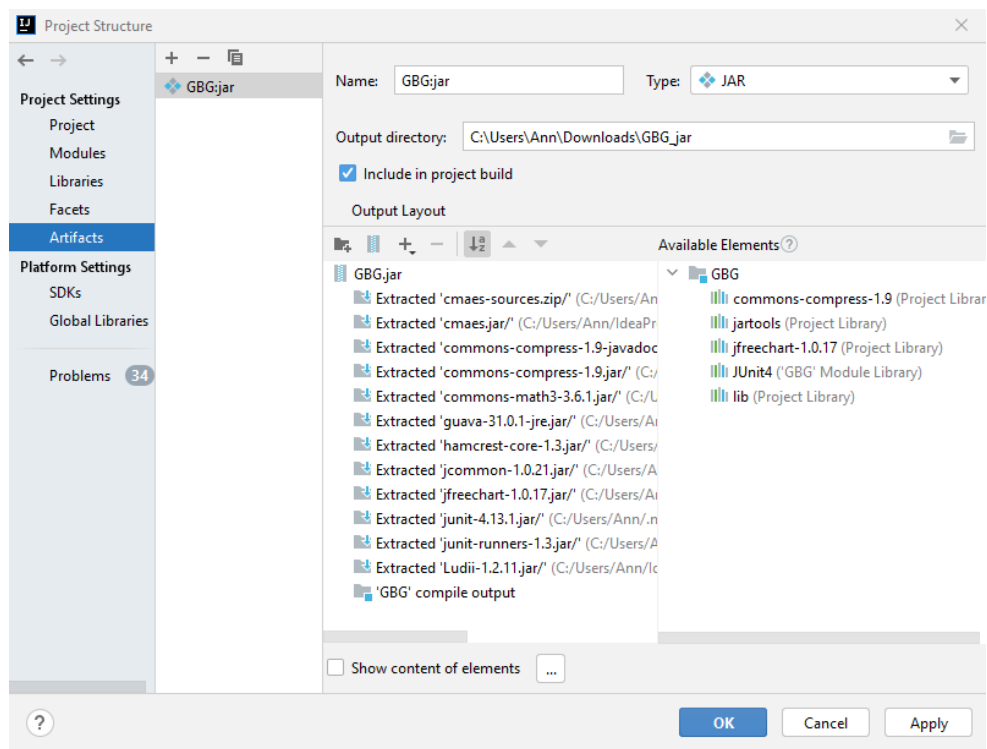 Project Structure
Project Settings
Project
Modules
Libraries
Facets
Artifacts
Platform Settings
SDKs
Global Libraries
Problems 34
GBG:jar
Name: GBG:jar Type: JAR
Output directory: C:\Users\Ann\Downloads\GBG_jar
Include in project build
Output Layout
Available Elements ?
GBG.jar
Extracted 'cmaes-sources.zip/' (C:/Users/An
Extracted 'cmaes.jar/' (C:/Users/Ann/IdeaPr
Extracted 'commons-compress-1.9-javadoc
Extracted 'commons-compress-1.9.jar/' (C:/
Extracted 'commons-math3-3.6.1.jar/' (C:/U
Extracted 'guava-31.0.1-jre.jar/' (C:/Users/A
Extracted 'hamcrest-core-1.3.jar/' (C:/Users/
Extracted 'jcommon-1.0.21.jar/' (C:/Users/A
Extracted 'jfreechart-1.0.17.jar/' (C:/Users/A
Extracted 'junit-4.13.1.jar/' (C:/Users/Ann/.n
Extracted 'junit-runners-1.3.jar/' (C:/Users/A
Extracted 'Ludii-1.2.11.jar/' (C:/Users/Ann/Ic
'GBG' compile output
GBG
commons-compress-1.9 (Project Librar
jartools (Project Library)
jfreechart-1.0.17 (Project Library)
JUnit4 ('GBG' Module Library)
lib (Project Library)
Show content of elements ...
? OK Cancel Apply